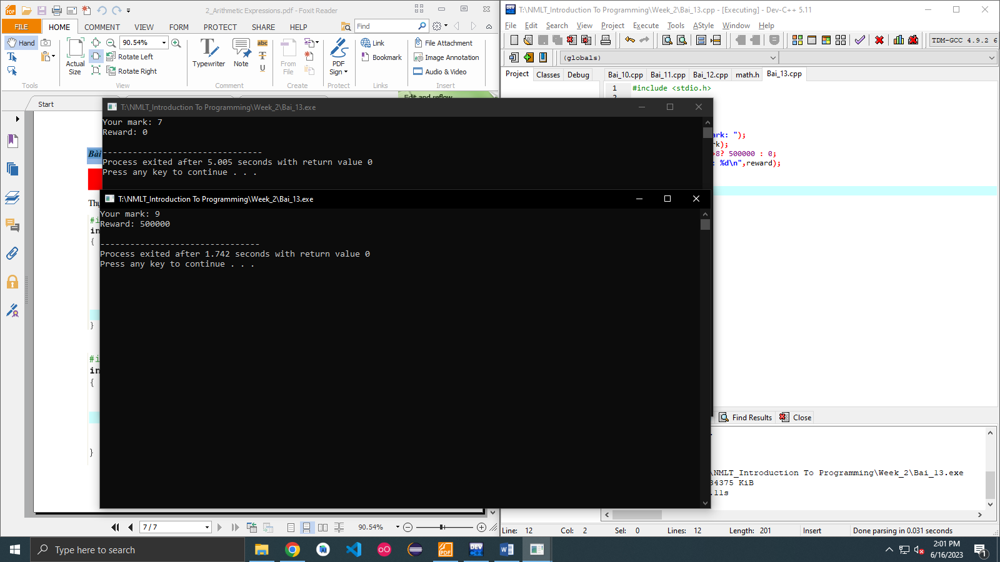 2_Arithmetic Expressions.pdf - Foxit Reader
FILE HOME COMMENT VIEW FORM PROTECT SHARE HELP Find
Hand 90.54% Link File Attachment
Rotate Left Bookmark Image Annotation
Actual Size Rotate Right Typewriter Note From File PDF Sign Audio & Video
Tools View Comment Create Protect Links Insert
Start
Edit and reflow
Bài
Thự
#i
in
{
}
#i
in
{
}
7 / 7 90.54%
T:\NMLT_Introduction To Programming\Week_2\Bai_13.exe
Your mark: 7
Reward: 0
--------------------------------
Process exited after 5.005 seconds with return value 0
Press any key to continue . . .
T:\NMLT_Introduction To Programming\Week_2\Bai_13.exe
Your mark: 9
Reward: 500000
--------------------------------
Process exited after 1.742 seconds with return value 0
Press any key to continue . . .
T:\NMLT_Introduction To Programming\Week_2\Bai_13.cpp - [Executing] - Dev-C++ 5.11
File Edit Search View Project Execute Tools AStyle Window Help
TDM-GCC 4.9.2 6
(globals)
Project Classes Debug Bai_10.cpp Bai_11.cpp Bai_12.cpp math.h Bai_13.cpp
1 #include <stdio.h>
2
ark: ");
rk);
>8? 500000 : 0;
: %d\n",reward);
Find Results Close
\NMLT_Introduction To Programming\Week_2\Bai_13.exe
34375 KiB
.11s
Line: 12 Col: 2 Sel: 0 Lines: 12 Length: 201 Insert Done parsing in 0.031 seconds
Type here to search
2:01 PM
6/16/2023
1